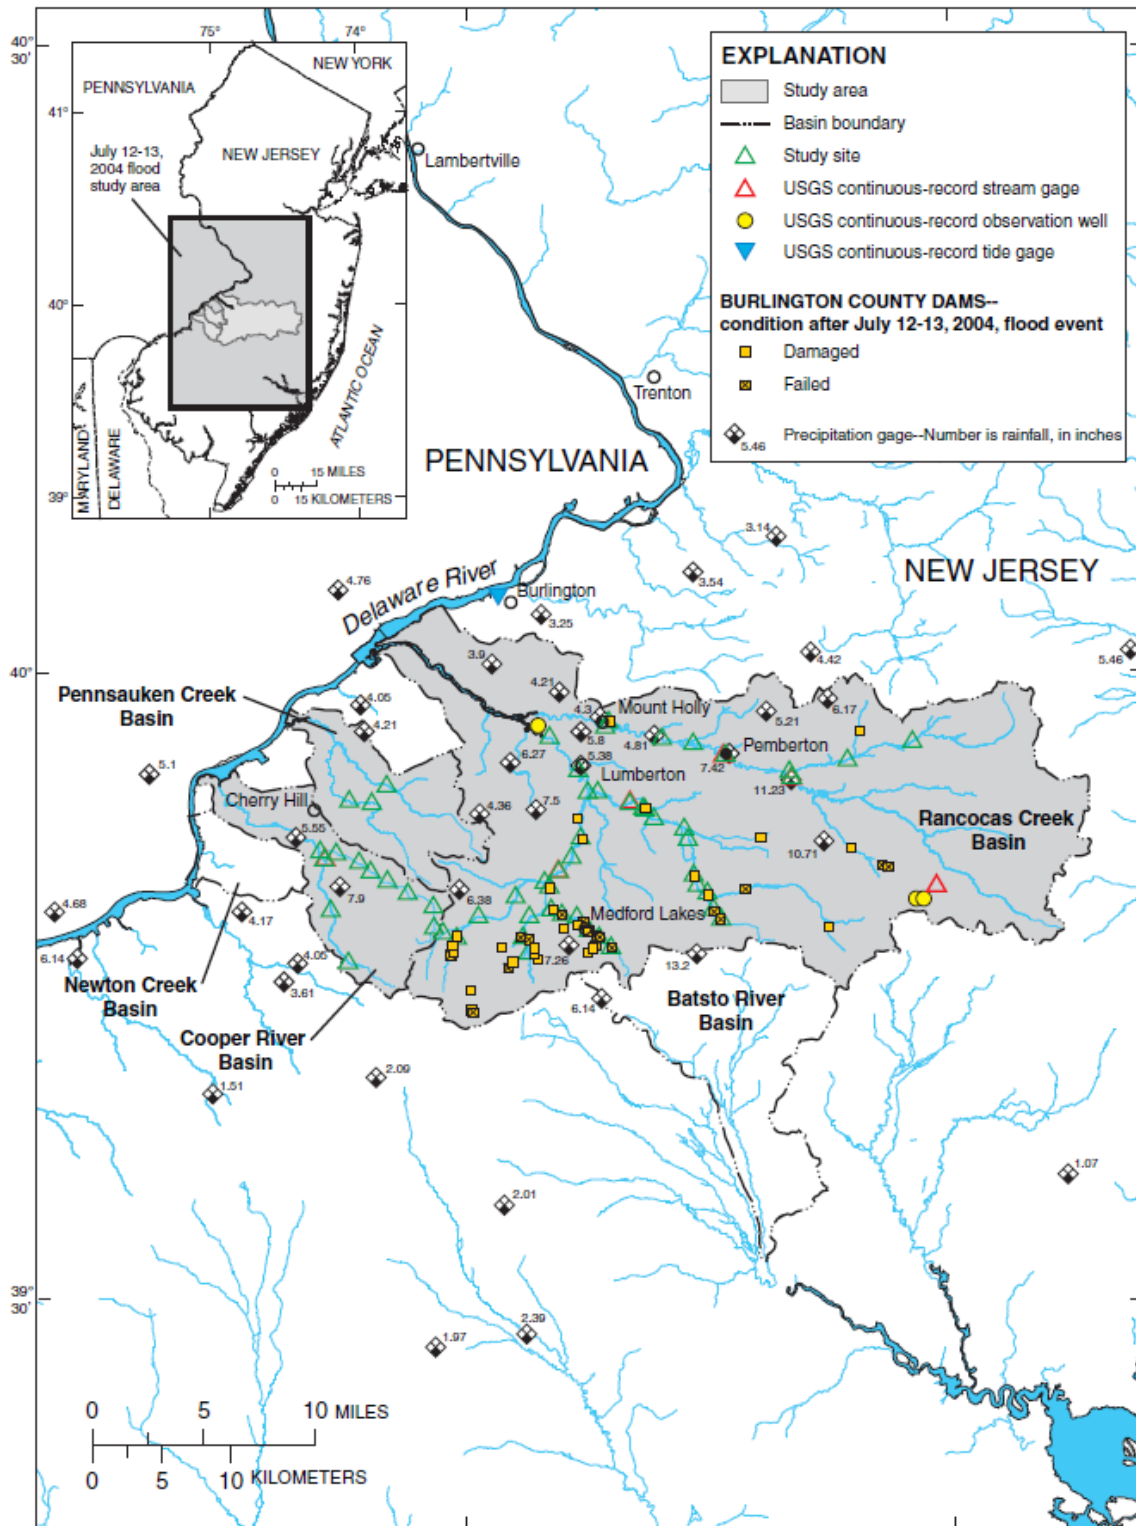 40°
30'
75°
74°
NEW YORK
PENNSYLVANIA
41°
July 12-13,
2004 flood
study area
NEW JERSEY
40°
ATLANTIC OCEAN
MARYLAND
DELAWARE
0 15 MILES
0 15 KILOMETERS
39°
EXPLANATION
Study area
Basin boundary
Study site
USGS continuous-record stream gage
USGS continuous-record observation well
USGS continuous-record tide gage
BURLINGTON COUNTY DAMS--
condition after July 12-13, 2004, flood event
Damaged
Failed
5.46
Precipitation gage--Number is rainfall, in inches
Lambertville
Trenton
PENNSYLVANIA
3.14
NEW JERSEY
3.54
4.76
Delaware River
Burlington
3.25
3.9
4.42
5.46
40°
Pennsauken Creek
Basin
4.21
4.05
4.3
Mount Holly
5.21
6.17
4.21
5.8
4.81
Pemberton
7.42
5.1
6.27
5.38
Lumberton
11.23
Cherry Hill
4.36
7.5
Rancocas Creek
Basin
5.55
10.71
7.9
6.38
4.68
4.17
Medford Lakes
6.14
4.05
7.26
13.2
Newton Creek
Basin
3.61
6.14
Batsto River
Basin
Cooper River
Basin
1.51
2.09
1.07
2.01
39°
30'
2.39
1.97
0 5 10 MILES
0 5 10 KILOMETERS